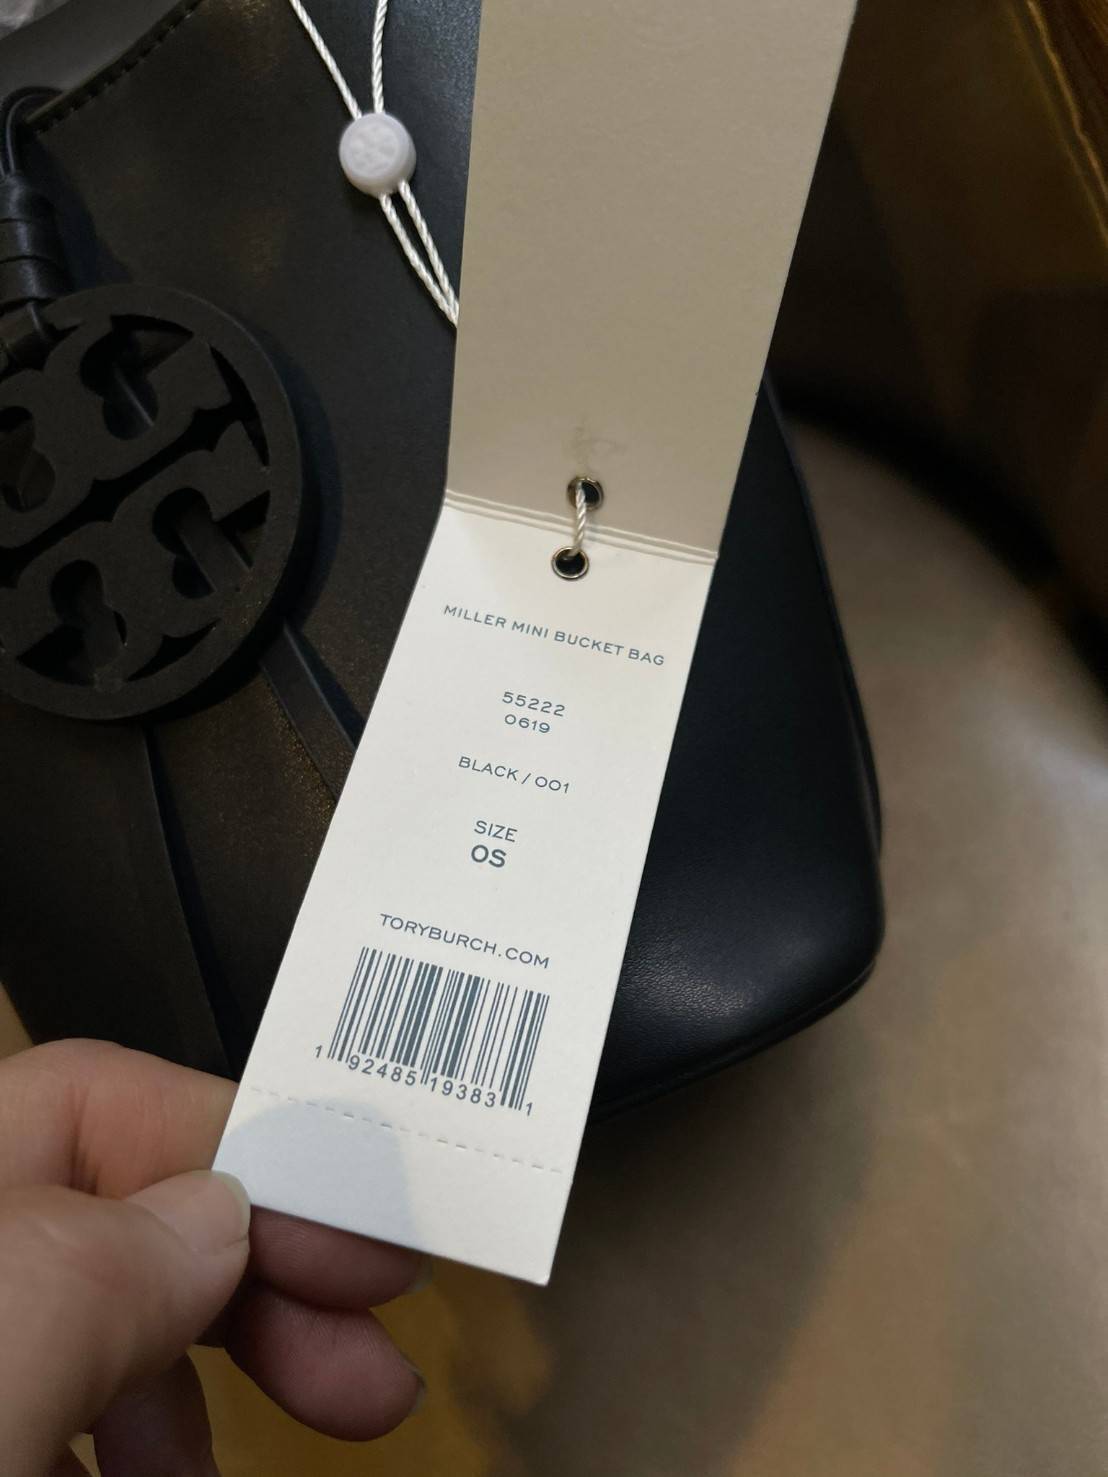 MILLER MINI BUCKET BAG
55222
0619
BLACK / 001
SIZE
OS
TORYBURCH.COM
1 92485 19383 1